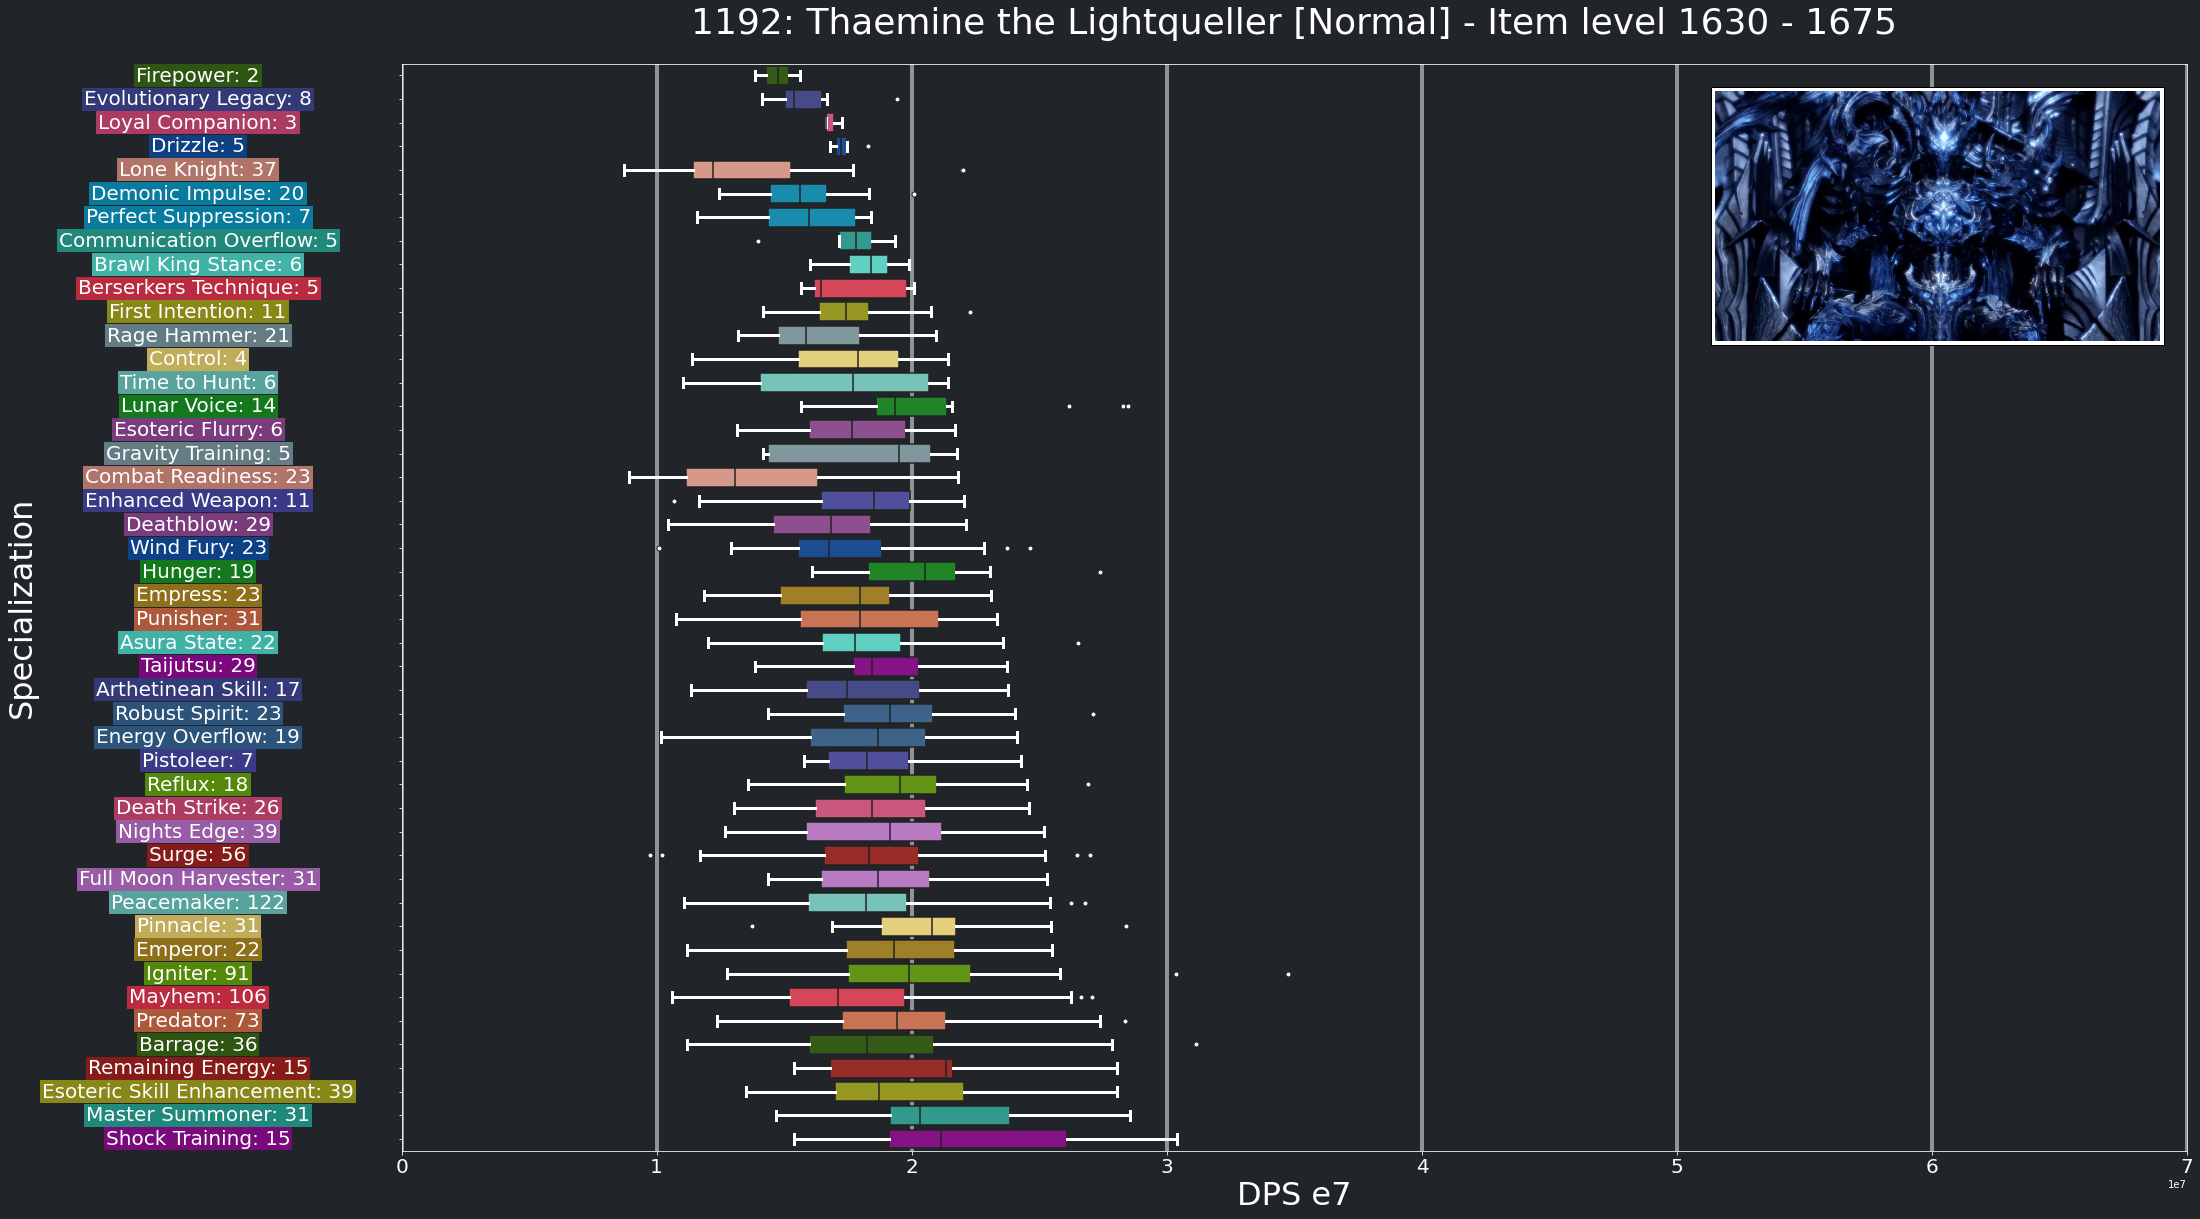 1192: Thaemine the Lightqueller [Normal] - Item level 1630 - 1675
Firepower: 2
Evolutionary Legacy: 8
Loyal Companion: 3
Drizzle: 5
Lone Knight: 37
Demonic Impulse: 20
Perfect Suppression: 7
Communication Overflow: 5
Brawl King Stance: 6
Berserkers Technique: 5
First Intention: 11
Rage Hammer: 21
Control: 4
Time to Hunt: 6
Lunar Voice: 14
Esoteric Flurry: 6
Gravity Training: 5
Combat Readiness: 23
Enhanced Weapon: 11
Deathblow: 29
Wind Fury: 23
Hunger: 19
Empress: 23
Punisher: 31
Asura State: 22
Taijutsu: 29
Arthetinean Skill: 17
Robust Spirit: 23
Energy Overflow: 19
Pistoleer: 7
Reflux: 18
Death Strike: 26
Nights Edge: 39
Surge: 56
Full Moon Harvester: 31
Peacemaker: 122
Pinnacle: 31
Emperor: 22
Igniter: 91
Mayhem: 106
Predator: 73
Barrage: 36
Remaining Energy: 15
Esoteric Skill Enhancement: 39
Master Summoner: 31
Shock Training: 15
Specialization
0 1 2 3 4 5 6 7
1e7
DPS e7